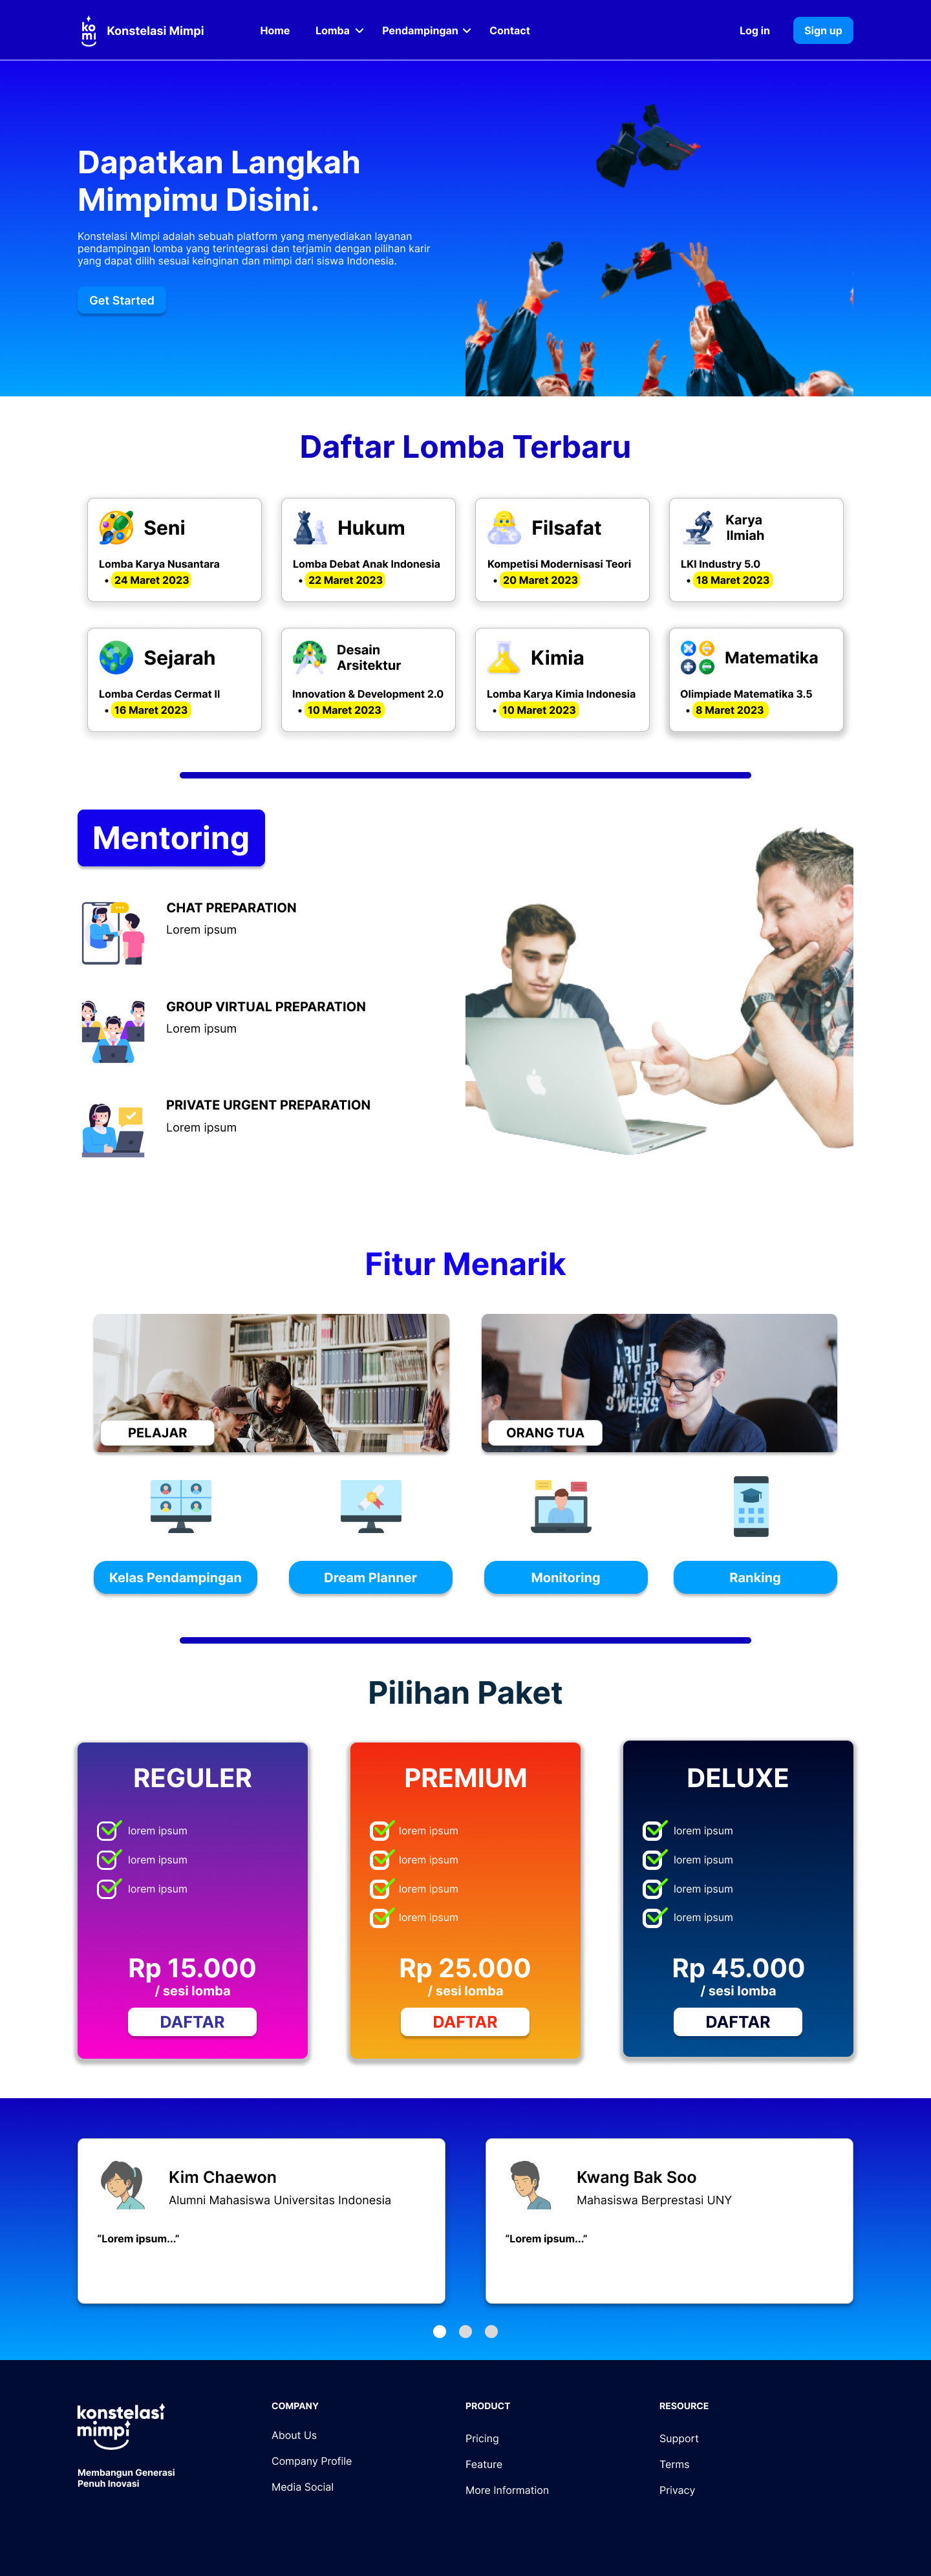 komi
Konstelasi Mimpi
Home
Lomba
Pendampingan
Contact
Log in
Sign up
Dapatkan Langkah
Mimpimu Disini.
Konstelasi Mimpi adalah sebuah platform yang menyediakan layanan
pendampingan lomba yang terintegrasi dan terjamin dengan pilihan karir
yang dapat dilih sesuai keinginan dan mimpi dari siswa Indonesia.
Get Started
Daftar Lomba Terbaru
Seni
Lomba Karya Nusantara
• 24 Maret 2023
Hukum
Lomba Debat Anak Indonesia
• 22 Maret 2023
Filsafat
Kompetisi Modernisasi Teori
• 20 Maret 2023
Karya
Ilmiah
LKI Industry 5.0
• 18 Maret 2023
Sejarah
Lomba Cerdas Cermat II
• 16 Maret 2023
Desain
Arsitektur
Innovation & Development 2.0
• 10 Maret 2023
Kimia
Lomba Karya Kimia Indonesia
• 10 Maret 2023
Matematika
Olimpiade Matematika 3.5
• 8 Maret 2023
Mentoring
CHAT PREPARATION
Lorem ipsum
GROUP VIRTUAL PREPARATION
Lorem ipsum
PRIVATE URGENT PREPARATION
Lorem ipsum
Fitur Menarik
PELAJAR
ORANG TUA
Kelas Pendampingan
Dream Planner
Monitoring
Ranking
Pilihan Paket
REGULER
lorem ipsum
lorem ipsum
lorem ipsum
Rp 15.000
/ sesi lomba
DAFTAR
PREMIUM
lorem ipsum
lorem ipsum
lorem ipsum
lorem ipsum
Rp 25.000
/ sesi lomba
DAFTAR
DELUXE
lorem ipsum
lorem ipsum
lorem ipsum
lorem ipsum
Rp 45.000
/ sesi lomba
DAFTAR
Kim Chaewon
Alumni Mahasiswa Universitas Indonesia
“Lorem ipsum...”
Kwang Bak Soo
Mahasiswa Berprestasi UNY
“Lorem ipsum...”
konstelasi
mimpi
Membangun Generasi
Penuh Inovasi
COMPANY
About Us
Company Profile
Media Social
PRODUCT
Pricing
Feature
More Information
RESOURCE
Support
Terms
Privacy